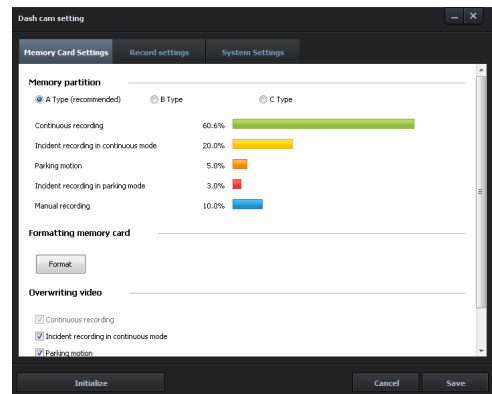 Dash cam setting
Memory Card Settings Record settings System Settings
Memory partition
A Type (recommended) B Type C Type
Continuous recording 60.6%
Incident recording in continuous mode 20.0%
Parking motion 5.0%
Incident recording in parking mode 3.0%
Manual recording 10.0%
Formatting memory card
Format
Overwriting video
Continuous recording
Incident recording in continuous mode
Parking motion
Initialize Cancel Save